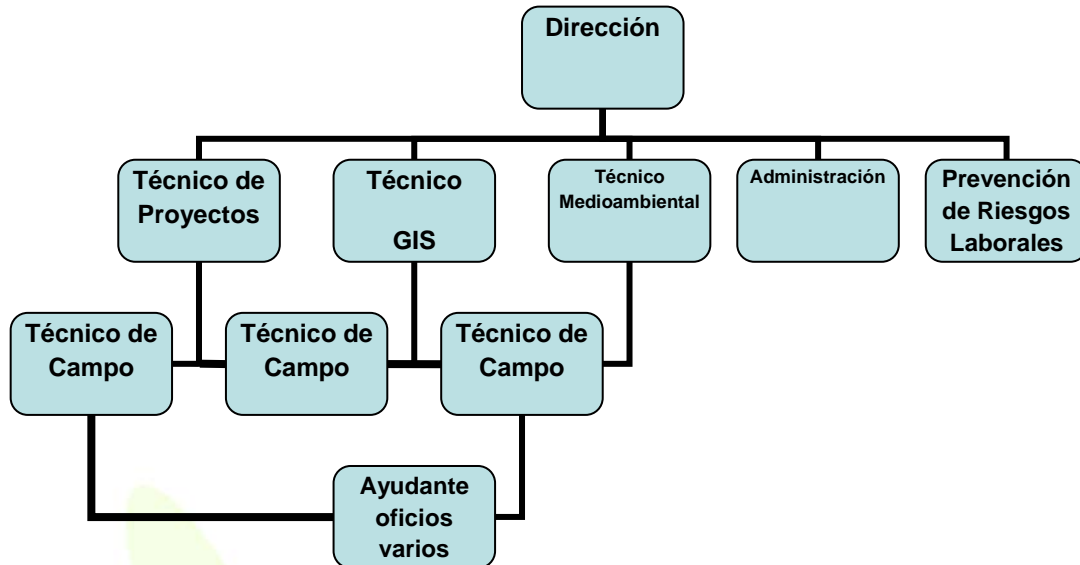 Dirección
Técnico de
Proyectos
Técnico
GIS
Técnico
Medioambiental
Administración
Prevención
de Riesgos
Laborales
Técnico de
Campo
Técnico de
Campo
Técnico de
Campo
Ayudante
oficios
varios